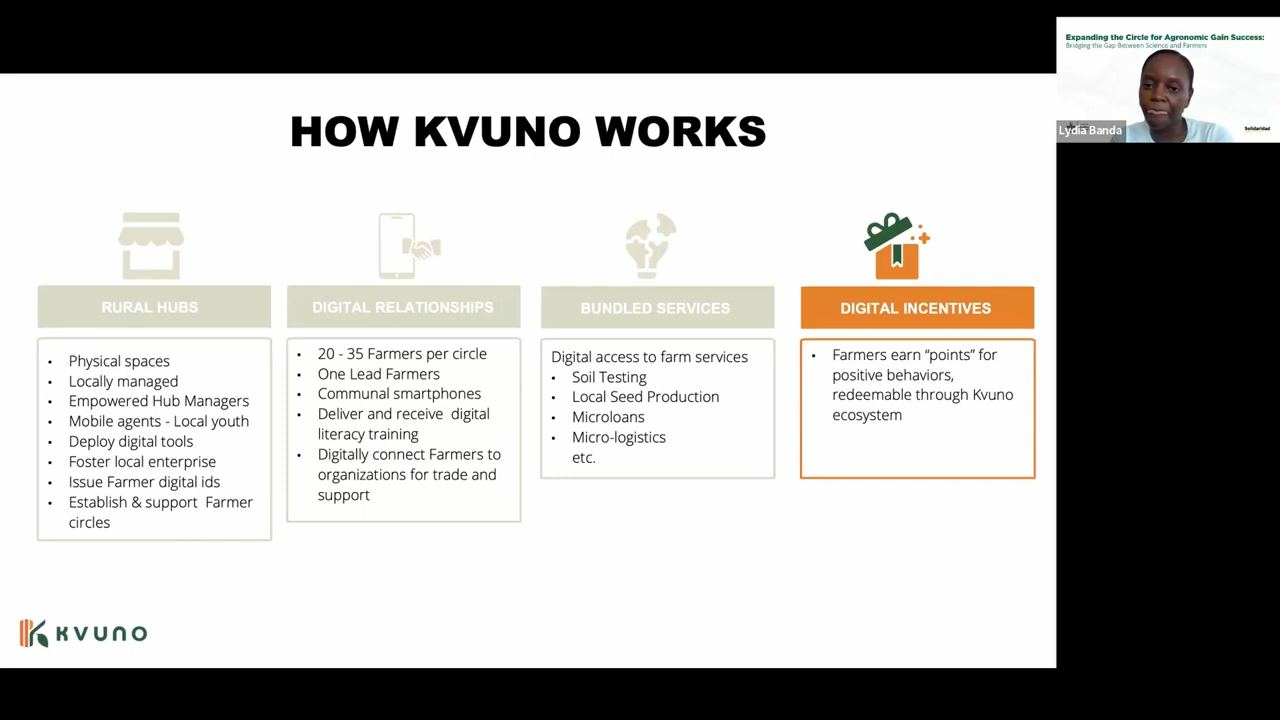 Expanding the Circle for Agronomic Gain Success:
Bridging the Gap Between Science and Farmers
Lydia Banda
Solidaridad
HOW KVUNO WORKS
RURAL HUBS
• Physical spaces
• Locally managed
• Empowered Hub Managers
• Mobile agents - Local youth
• Deploy digital tools
• Foster local enterprise
• Issue Farmer digital ids
• Establish & support Farmer
circles
DIGITAL RELATIONSHIPS
• 20 - 35 Farmers per circle
• One Lead Farmers
• Communal smartphones
• Deliver and receive digital
literacy training
• Digitally connect Farmers to
organizations for trade and
support
BUNDLED SERVICES
Digital access to farm services
• Soil Testing
• Local Seed Production
• Microloans
• Micro-logistics
etc.
DIGITAL INCENTIVES
• Farmers earn “points” for
positive behaviors,
redeemable through Kvuno
ecosystem
KVUNO